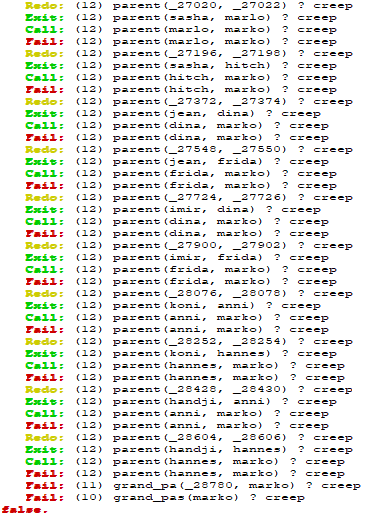 Redo: (12) parent(_27020, _27022) ? creep
Exit: (12) parent(sasha, marlo) ? creep
Call: (12) parent(marlo, marko) ? creep
Fail: (12) parent(marlo, marko) ? creep
Redo: (12) parent(_27196, _27198) ? creep
Exit: (12) parent(sasha, hitch) ? creep
Call: (12) parent(hitch, marko) ? creep
Fail: (12) parent(hitch, marko) ? creep
Redo: (12) parent(_27372, _27374) ? creep
Exit: (12) parent(jean, dina) ? creep
Call: (12) parent(dina, marko) ? creep
Fail: (12) parent(dina, marko) ? creep
Redo: (12) parent(_27548, _27550) ? creep
Exit: (12) parent(jean, frida) ? creep
Call: (12) parent(frida, marko) ? creep
Fail: (12) parent(frida, marko) ? creep
Redo: (12) parent(_27724, _27726) ? creep
Exit: (12) parent(imir, dina) ? creep
Call: (12) parent(dina, marko) ? creep
Fail: (12) parent(dina, marko) ? creep
Redo: (12) parent(_27900, _27902) ? creep
Exit: (12) parent(imir, frida) ? creep
Call: (12) parent(frida, marko) ? creep
Fail: (12) parent(frida, marko) ? creep
Redo: (12) parent(_28076, _28078) ? creep
Exit: (12) parent(koni, anni) ? creep
Call: (12) parent(anni, marko) ? creep
Fail: (12) parent(anni, marko) ? creep
Redo: (12) parent(_28252, _28254) ? creep
Exit: (12) parent(koni, hannes) ? creep
Call: (12) parent(hannes, marko) ? creep
Fail: (12) parent(hannes, marko) ? creep
Redo: (12) parent(_28428, _28430) ? creep
Exit: (12) parent(handji, anni) ? creep
Call: (12) parent(anni, marko) ? creep
Fail: (12) parent(anni, marko) ? creep
Redo: (12) parent(_28604, _28606) ? creep
Exit: (12) parent(handji, hannes) ? creep
Call: (12) parent(hannes, marko) ? creep
Fail: (12) parent(hannes, marko) ? creep
Fail: (11) grand_pa(_28780, marko) ? creep
Fail: (10) grand_pas(marko) ? creep
false.